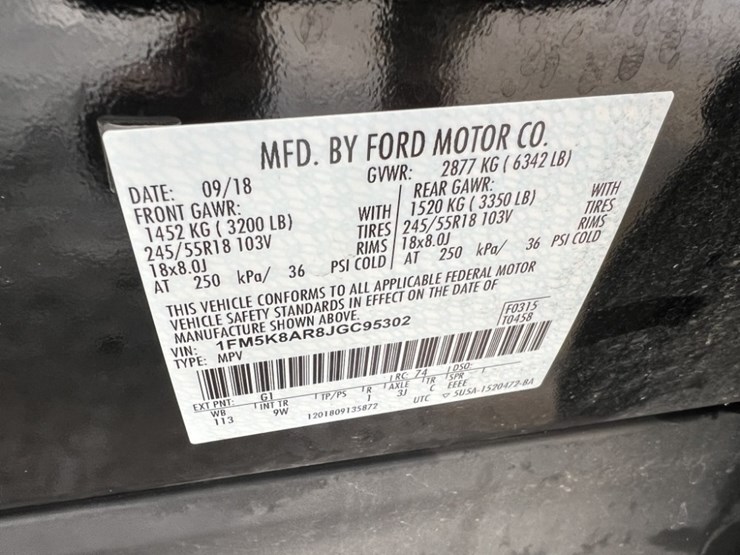 MFD. BY FORD MOTOR CO.
DATE: 09/18 GVWR: 2877 KG ( 6342 LB)
FRONT GAWR: REAR GAWR:
1452 KG ( 3200 LB) WITH 1520 KG ( 3350 LB) WITH
245/55R18 103V TIRES 245/55R18 103V TIRES
18x8.0J RIMS 18x8.0J RIMS
AT 250 kPa/ 36 PSI COLD AT 250 kPa/ 36 PSI COLD
THIS VEHICLE CONFORMS TO ALL APPLICABLE FEDERAL MOTOR
VEHICLE SAFETY STANDARDS IN EFFECT ON THE DATE OF
MANUFACTURE SHOWN ABOVE.
VIN: 1FM5K8AR8JGC95302 F0315
TYPE: MPV T0458
EXT PNT: G1 RC: 74 DSO:
WB INT TR TP/PS R AXLE TR SPR
113 9W 1 3J C EEEE
1201809135872 UTC 5USA-1520472-BA